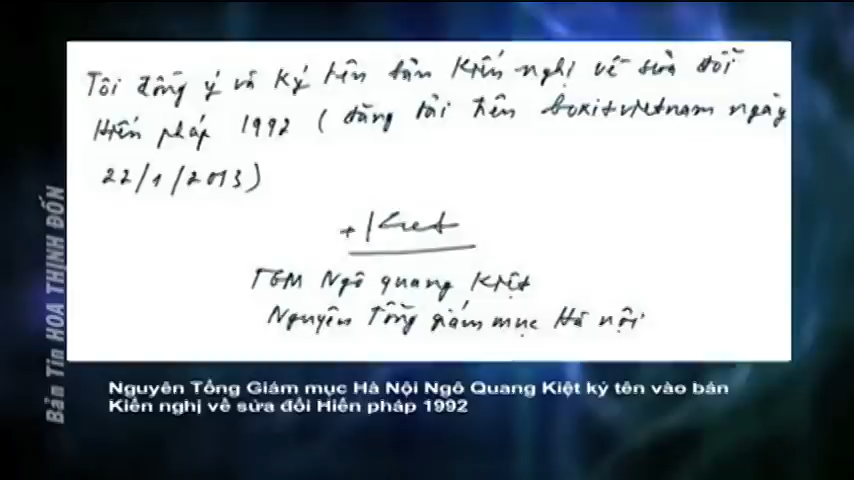 Tôi đồng ý và ký tên bản Kiến nghị về sửa đổi
Hiến pháp 1992 (đăng tải trên boxitvietnam ngày
22/1/2013)
+ Kiệt
TGM Ngô quang Kiệt
Nguyên Tổng giám mục Hà nội
Bản Tin HOA THỊNH ĐỐN
Nguyên Tổng Giám mục Hà Nội Ngô Quang Kiệt ký tên vào bản
Kiến nghị về sửa đổi Hiến pháp 1992